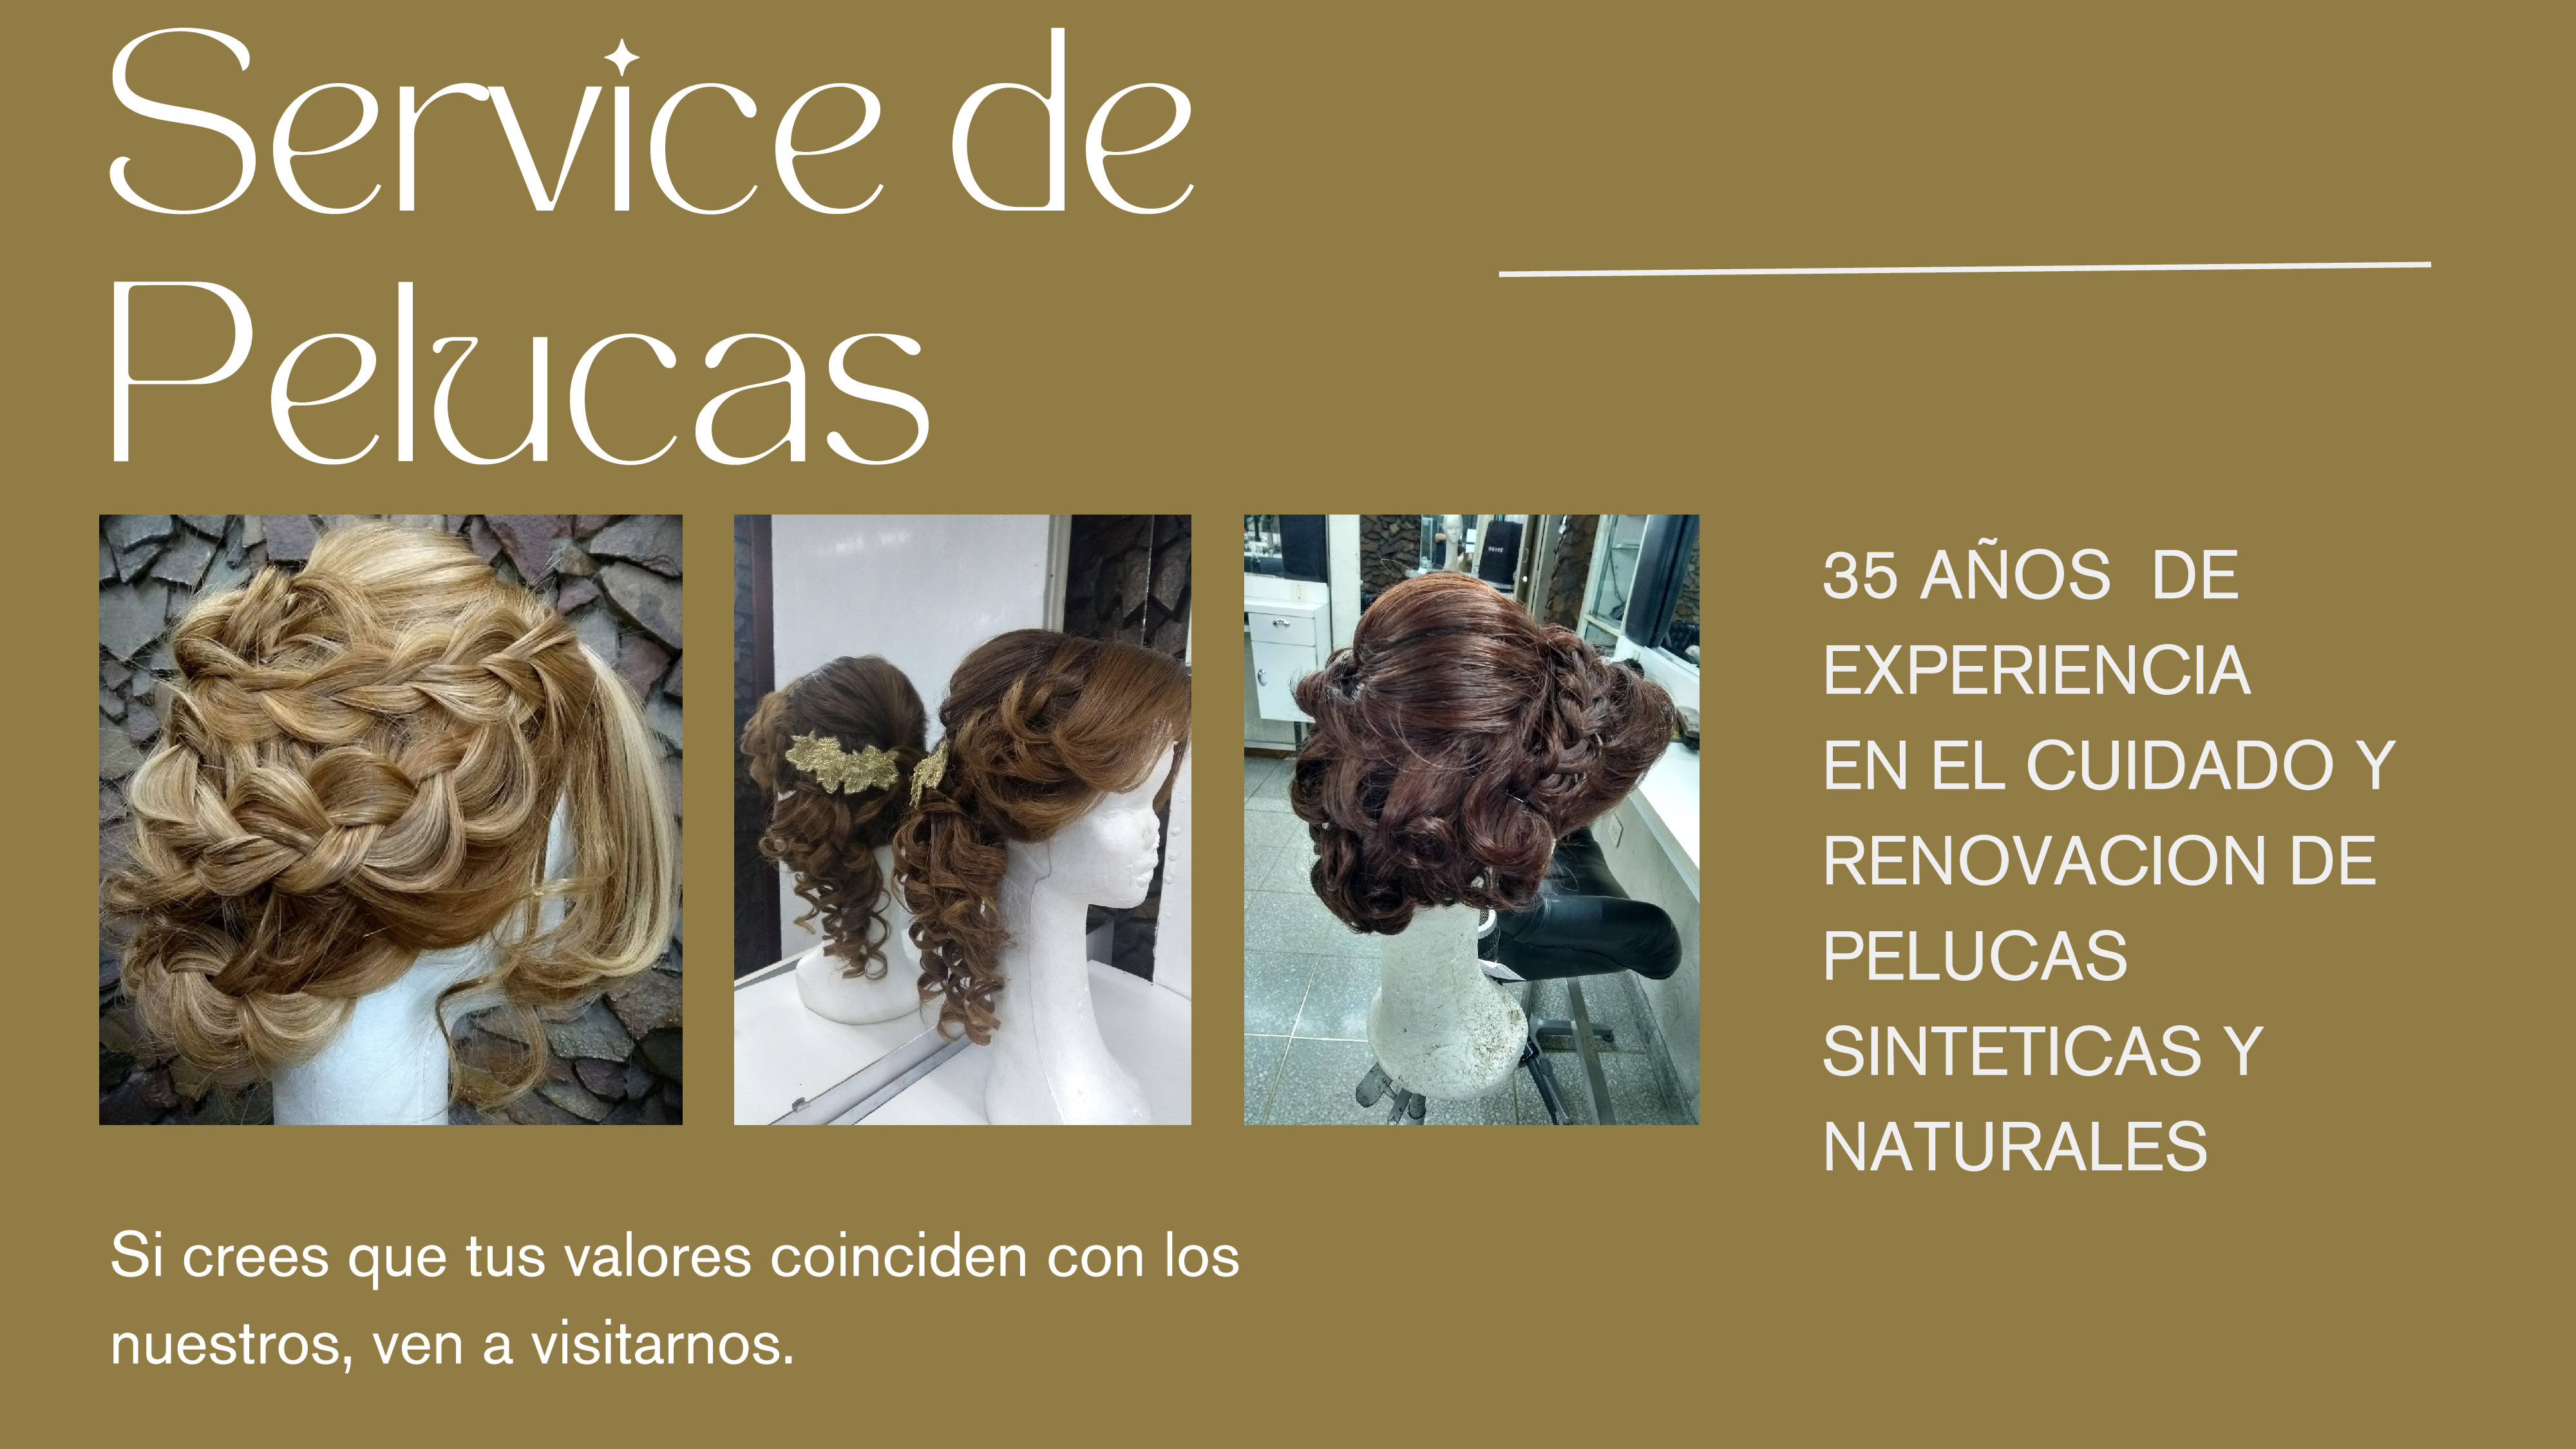 Service de
Pelucas
35 AÑOS  DE
EXPERIENCIA
EN EL CUIDADO Y
RENOVACION DE
PELUCAS
SINTETICAS Y
NATURALES
Si crees que tus valores coinciden con los
nuestros, ven a visitarnos.